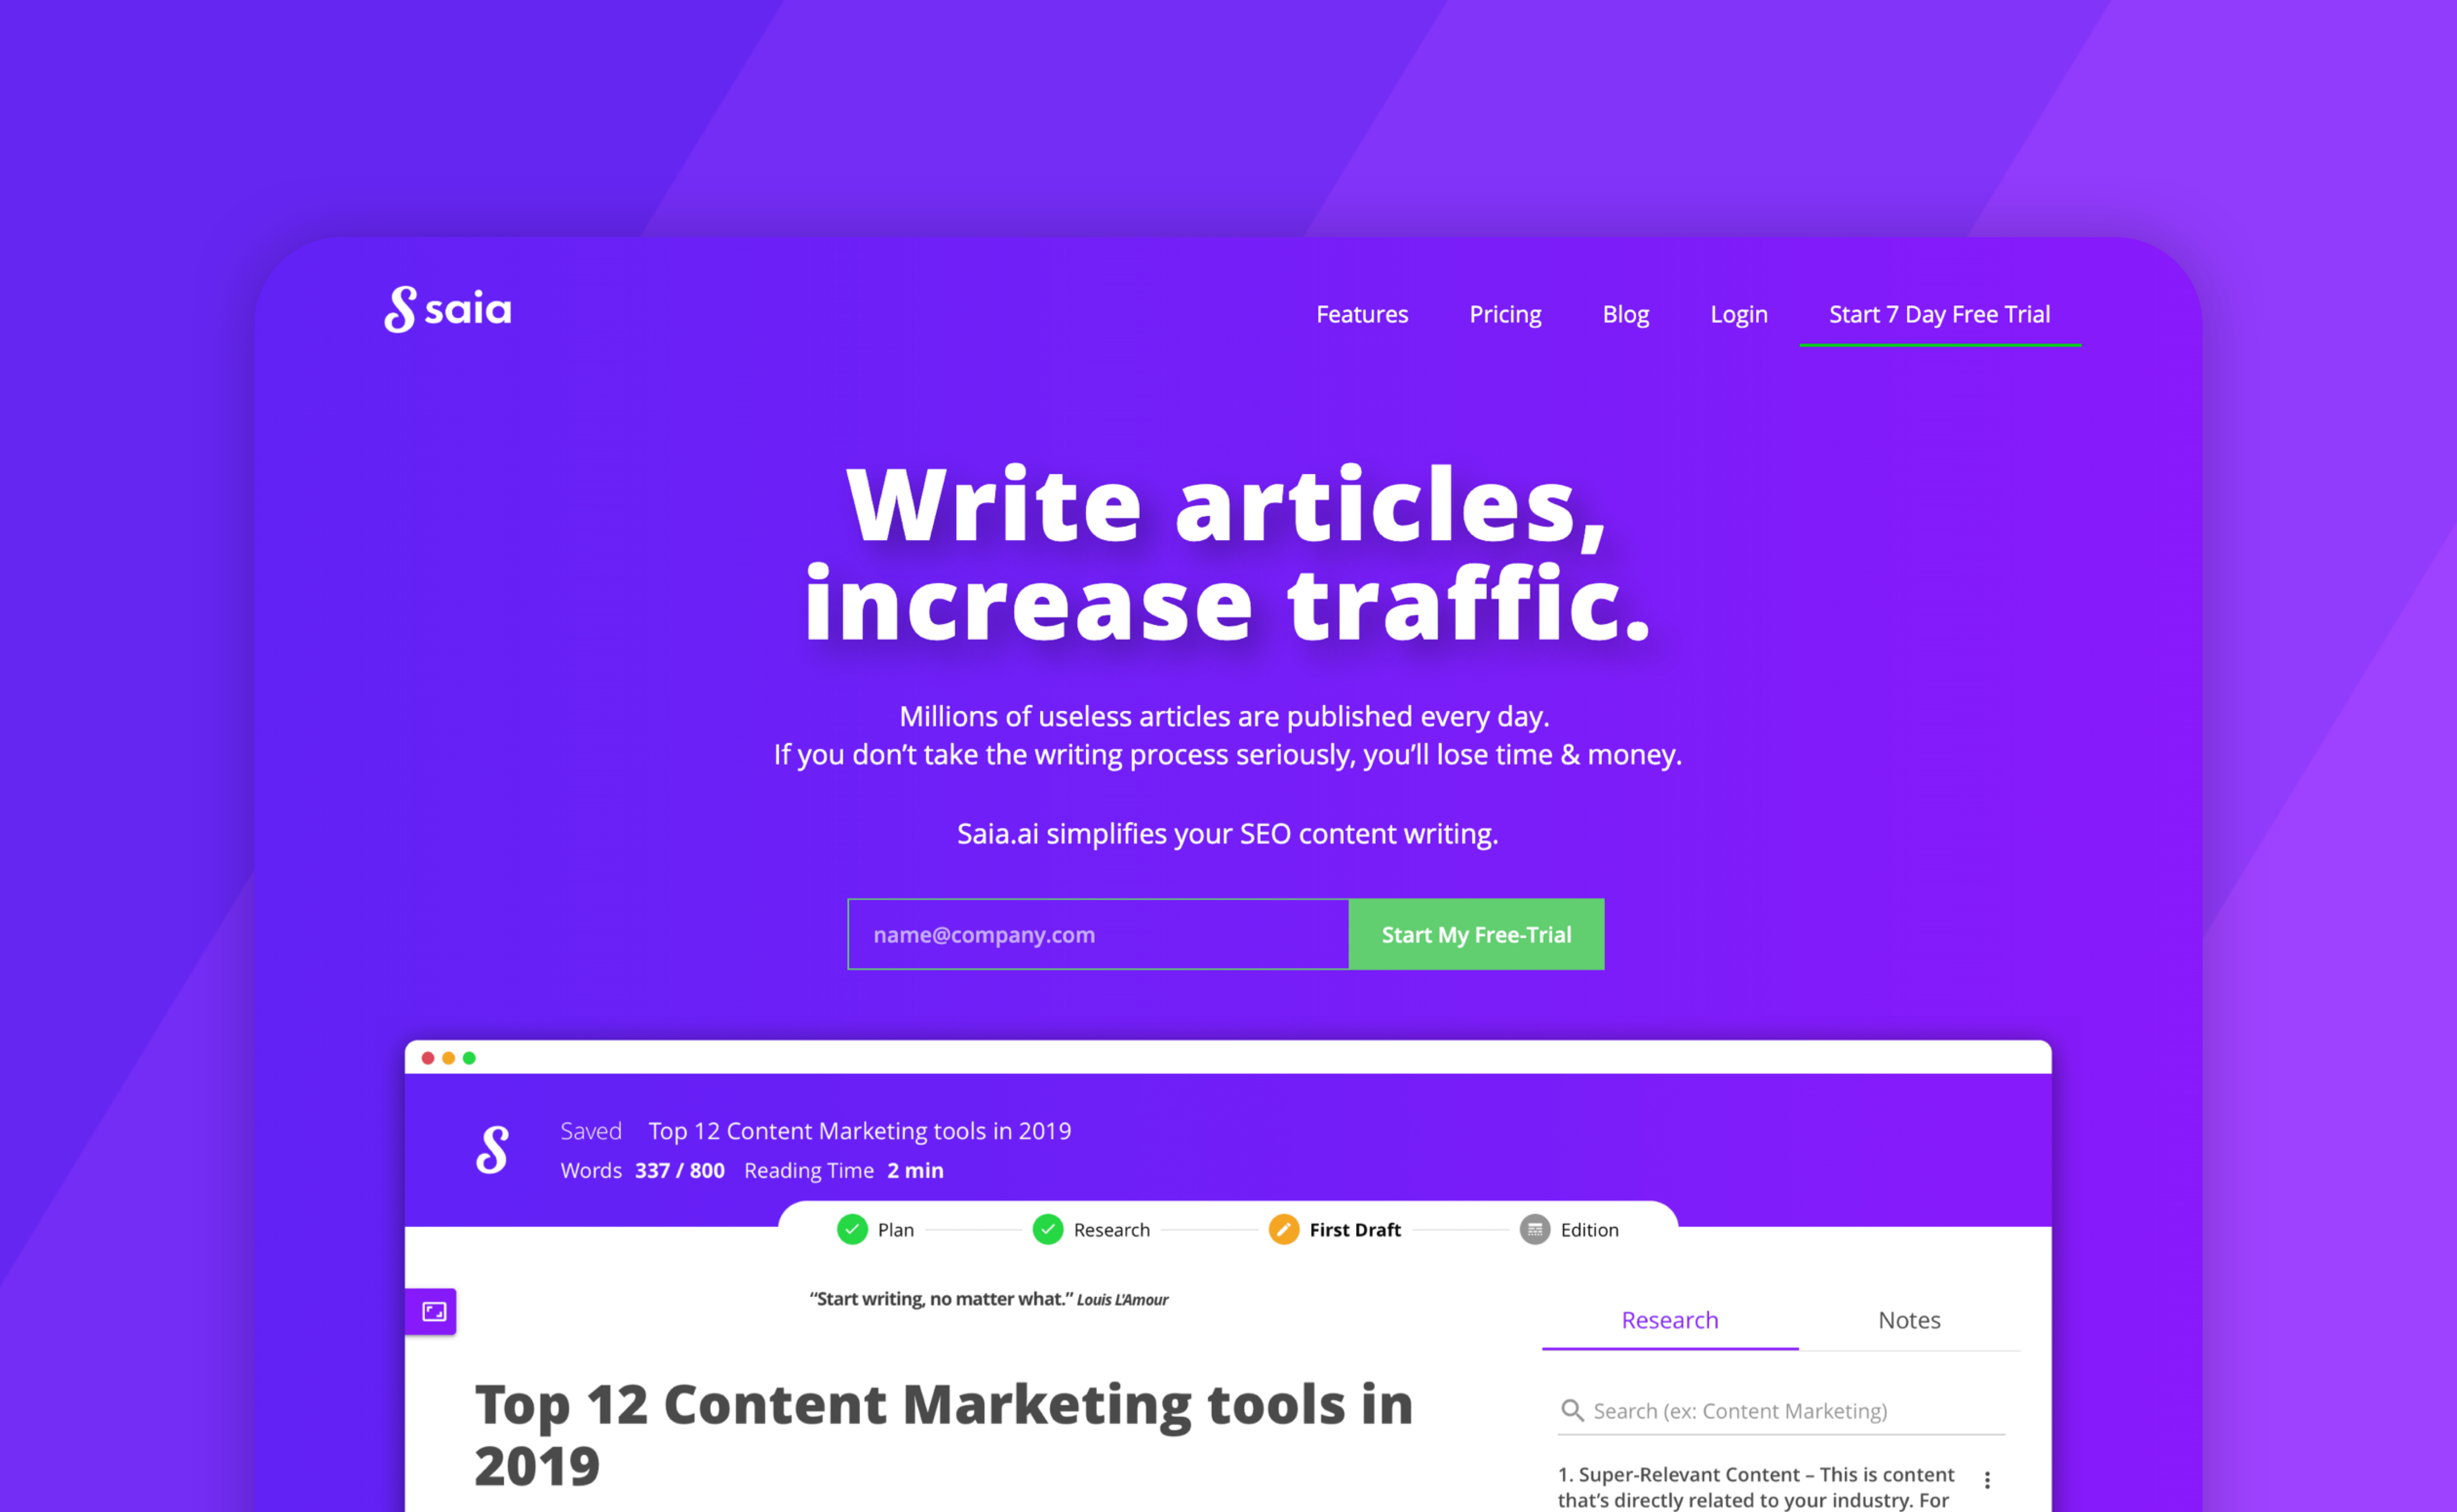 saia
Features Pricing Blog Login Start 7 Day Free Trial
Write articles,
increase traffic.
Millions of useless articles are published every day.
If you don’t take the writing process seriously, you’ll lose time & money.
Saia.ai simplifies your SEO content writing.
name@company.com Start My Free-Trial
Saved Top 12 Content Marketing tools in 2019
Words 337 / 800 Reading Time 2 min
Plan Research First Draft Edition
“Start writing, no matter what.” Louis L'Amour
Research Notes
Top 12 Content Marketing tools in
2019
Search (ex: Content Marketing)
1. Super-Relevant Content – This is content
that’s directly related to your industry. For